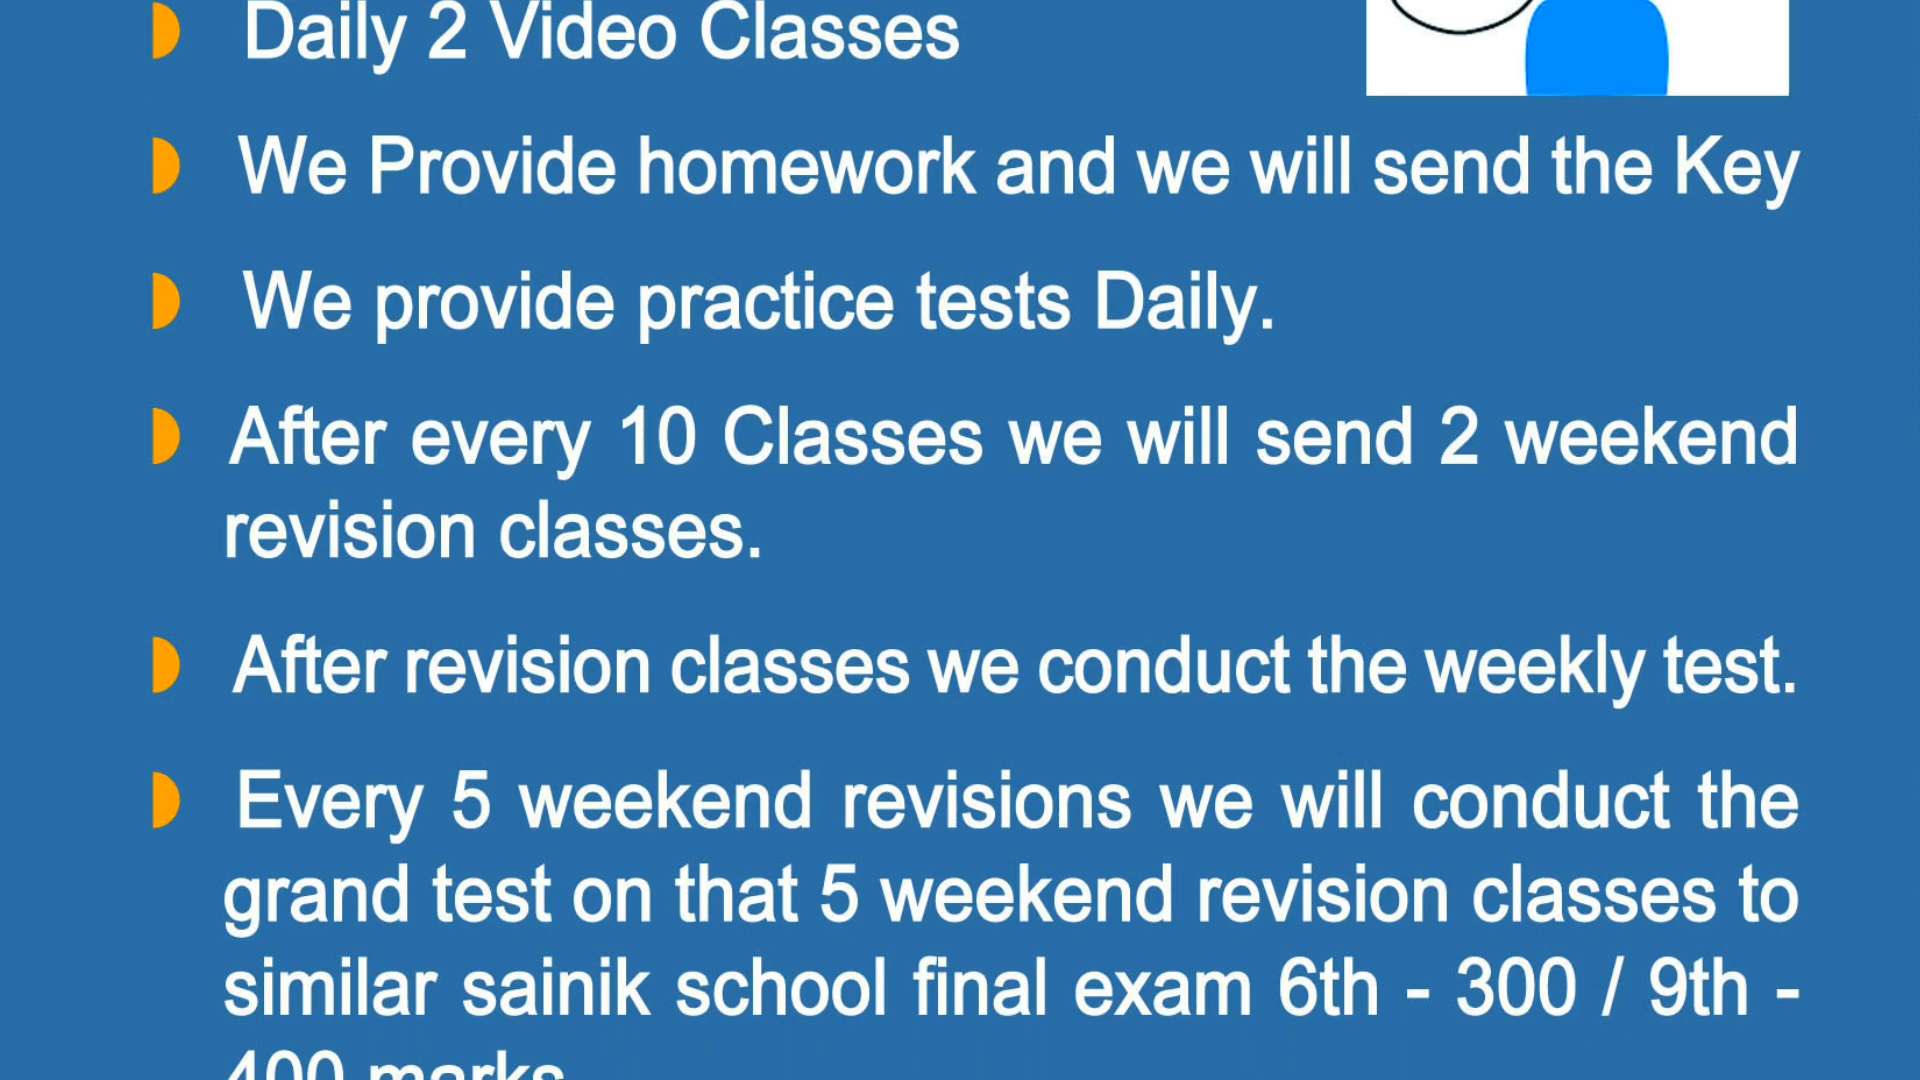 Daily 2 Video Classes
We Provide homework and we will send the Key
We provide practice tests Daily.
After every 10 Classes we will send 2 weekend
revision classes.
After revision classes we conduct the weekly test.
Every 5 weekend revisions we will conduct the
grand test on that 5 weekend revision classes to
similar sainik school final exam 6th - 300 / 9th -
400 marks